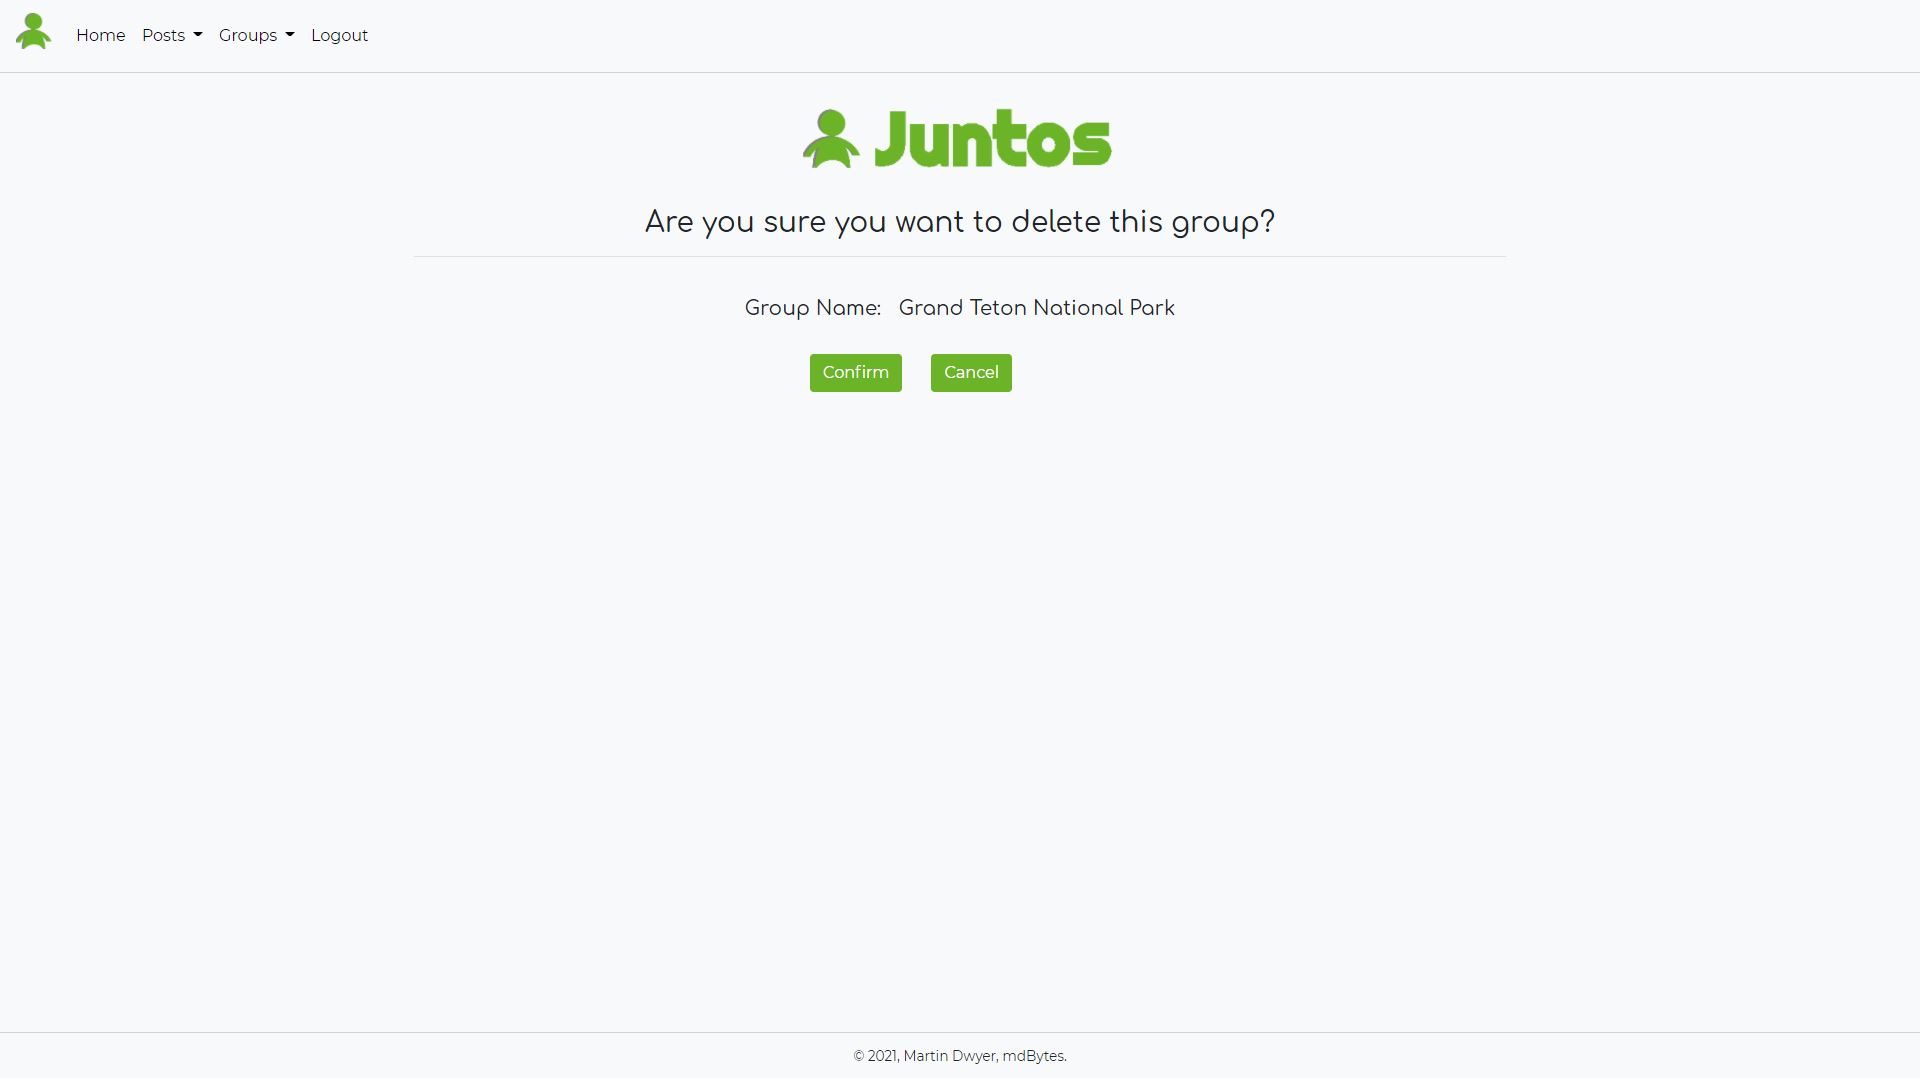 Home Posts Groups Logout
Juntos
Are you sure you want to delete this group?
Group Name: Grand Teton National Park
Confirm Cancel
© 2021, Martin Dwyer, mdBytes.